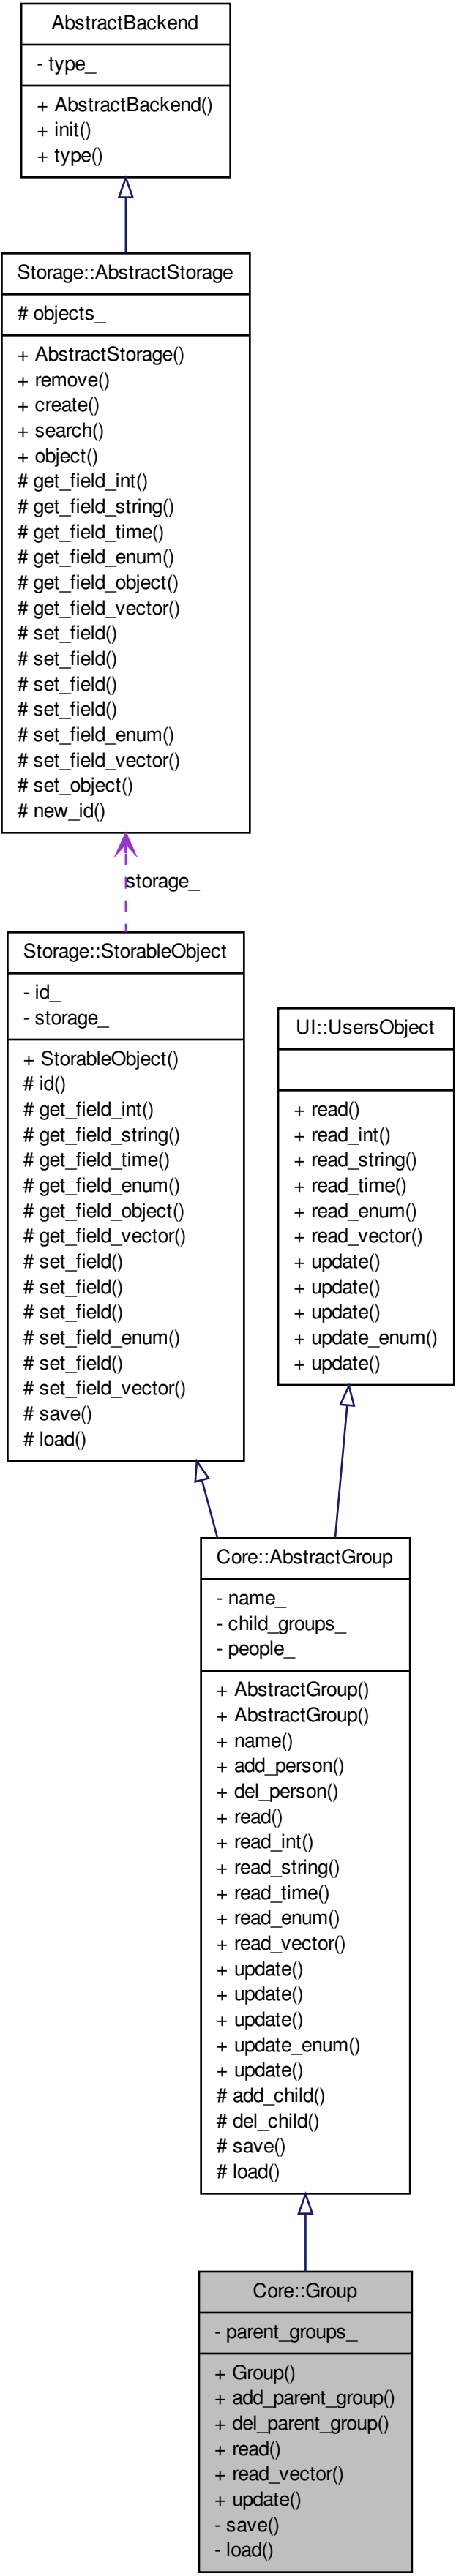 AbstractBackend
- type_
+ AbstractBackend()
+ init()
+ type()
Storage::AbstractStorage
# objects_
+ AbstractStorage()
+ remove()
+ create()
+ search()
+ object()
# get_field_int()
# get_field_string()
# get_field_time()
# get_field_enum()
# get_field_object()
# get_field_vector()
# set_field()
# set_field()
# set_field()
# set_field()
# set_field_enum()
# set_field_vector()
# set_object()
# new_id()
storage_
Storage::StorableObject
- id_
- storage_
+ StorableObject()
# id()
# get_field_int()
# get_field_string()
# get_field_time()
# get_field_enum()
# get_field_object()
# get_field_vector()
# set_field()
# set_field()
# set_field()
# set_field_enum()
# set_field()
# set_field_vector()
# save()
# load()
UI::UsersObject
+ read()
+ read_int()
+ read_string()
+ read_time()
+ read_enum()
+ read_vector()
+ update()
+ update()
+ update()
+ update_enum()
+ update()
Core::AbstractGroup
- name_
- child_groups_
- people_
+ AbstractGroup()
+ AbstractGroup()
+ name()
+ add_person()
+ del_person()
+ read()
+ read_int()
+ read_string()
+ read_time()
+ read_enum()
+ read_vector()
+ update()
+ update()
+ update()
+ update_enum()
+ update()
# add_child()
# del_child()
# save()
# load()
Core::Group
- parent_groups_
+ Group()
+ add_parent_group()
+ del_parent_group()
+ read()
+ read_vector()
+ update()
- save()
- load()